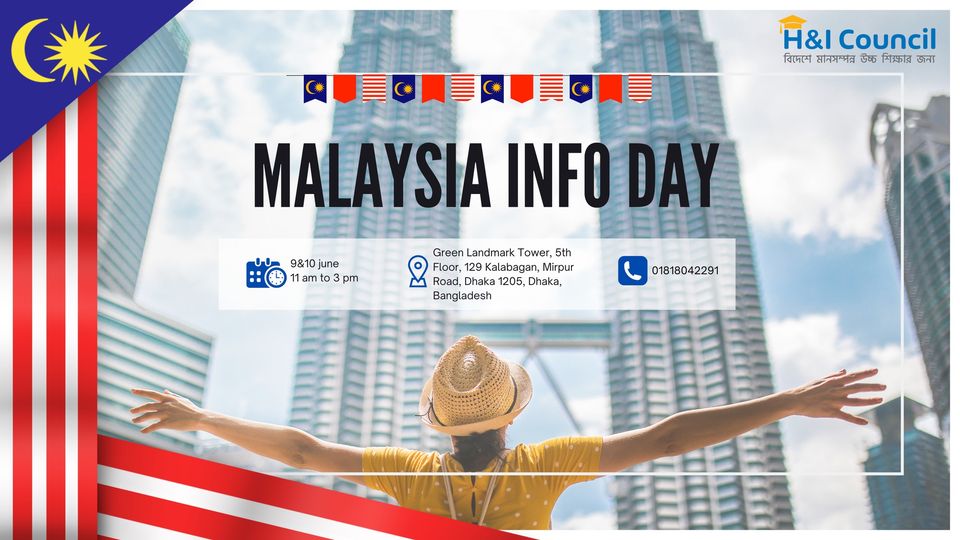 H&I Council
বিদেশে মানসম্পন্ন উচ্চ শিক্ষার জন্য
MALAYSIA INFO DAY
9&10 june
11 am to 3 pm
Green Landmark Tower, 5th
Floor, 129 Kalabagan, Mirpur
Road, Dhaka 1205, Dhaka,
Bangladesh
01818042291